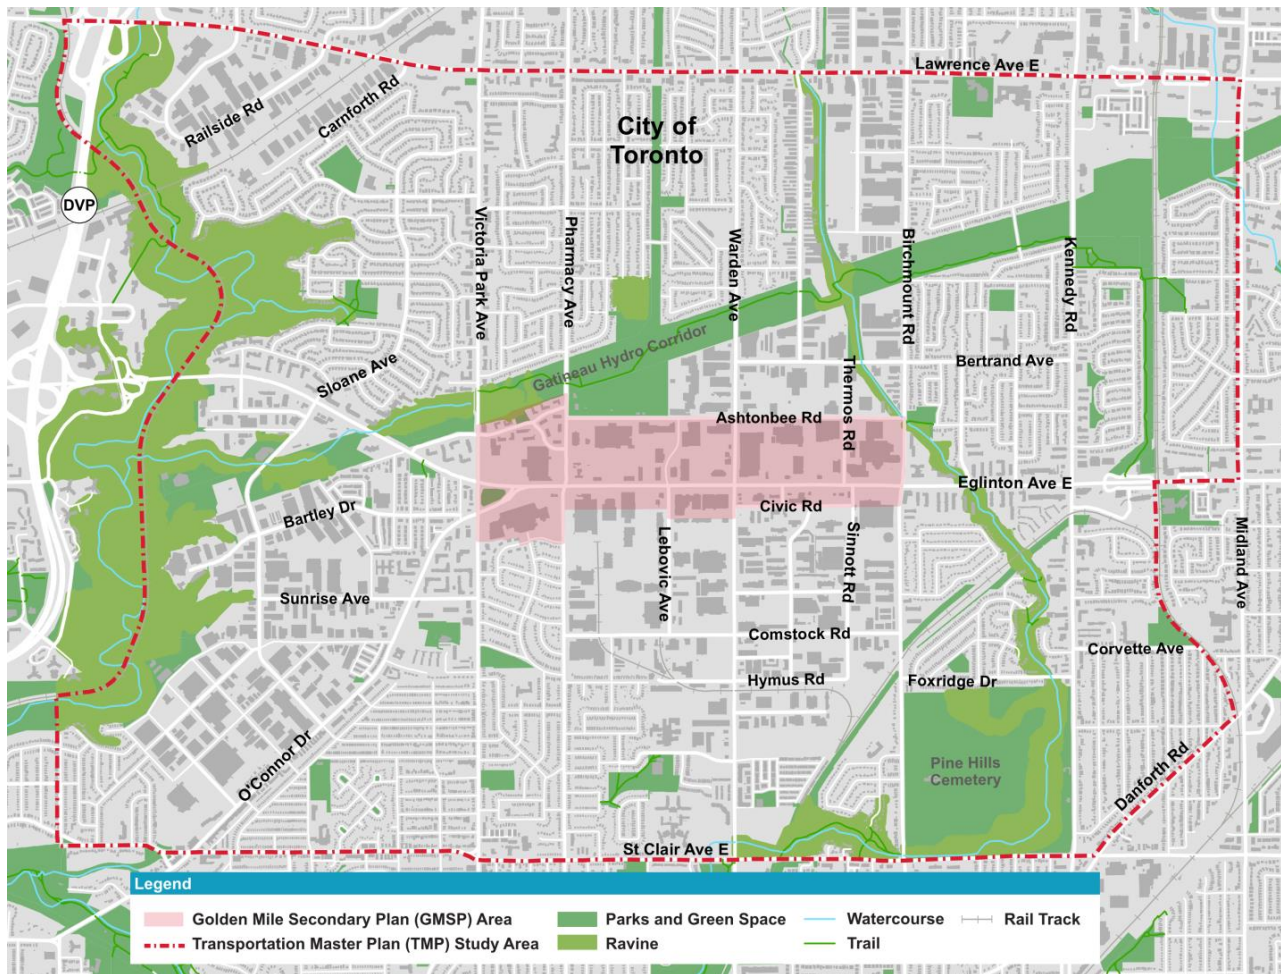 Lawrence Ave E
Railside Rd
Carnforth Rd
City of
Toronto
DVP
Victoria Park Ave
Pharmacy Ave
Warden Ave
Birchmount Rd
Kennedy Rd
Gatineau Hydro Corridor
Sloane Ave
Bertrand Ave
Thermos Rd
Ashtonbee Rd
Eglinton Ave E
Bartley Dr
Civic Rd
Lebovic Ave
Sinnott Rd
Midland Ave
Sunrise Ave
Comstock Rd
Corvette Ave
Hymus Rd
Foxridge Dr
O'Connor Dr
Pine Hills
Cemetery
Danforth Rd
St Clair Ave E
Legend
Golden Mile Secondary Plan (GMSP) Area
Parks and Green Space
Watercourse
Rail Track
Transportation Master Plan (TMP) Study Area
Ravine
Trail